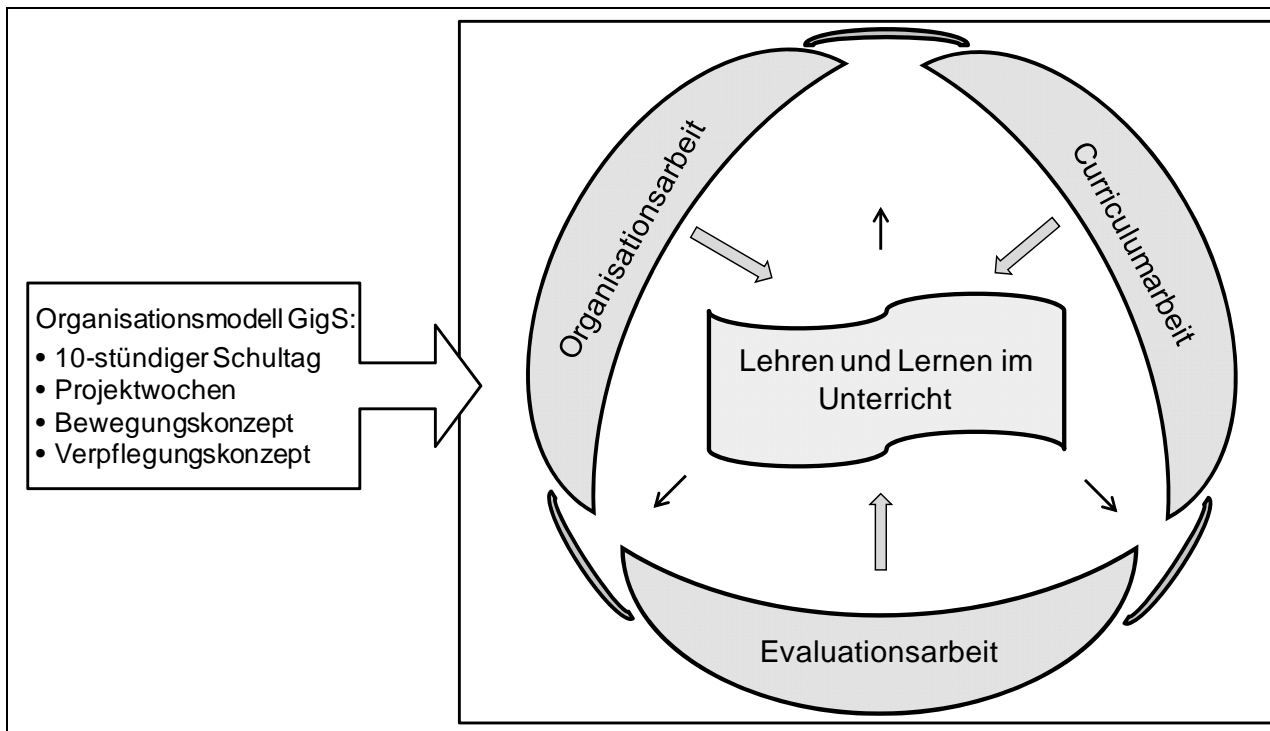 Organisationsmodell GigS:
• 10-stündiger Schultag
• Projektwochen
• Bewegungskonzept
• Verpflegungskonzept
Organisationsarbeit
Curriculumarbeit
Lehren und Lernen im
Unterricht
Evaluationsarbeit